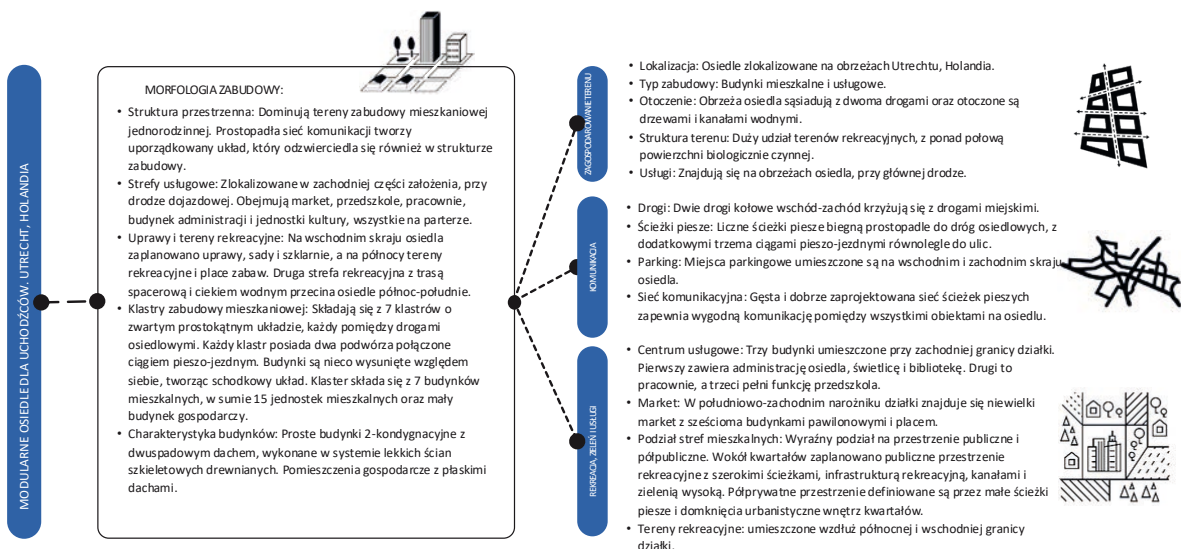 MODULARNE OSIEDLE DLA UCHODŹCÓW. UTRECHT, HOLANDIA
MORFOLOGIA ZABUDOWY:
• Struktura przestrzenna: Dominują tereny zabudowy mieszkaniowej
jednorodzinnej. Prostopadła sieć komunikacji tworzy
uporządkowany układ, który odzwierciedla się również w strukturze
zabudowy.
• Strefy usługowe: Zlokalizowane w zachodniej części założenia, przy
drodze dojazdowej. Obejmują market, przedszkole, pracownie,
budynek administracji i jednostki kultury, wszystkie na parterze.
• Uprawy i tereny rekreacyjne: Na wschodnim skraju osiedla
zaplanowano uprawy, sady i szklarnie, a na północy tereny
rekreacyjne i place zabaw. Druga strefa rekreacyjna z trasą
spacerową i ciekiem wodnym przecina osiedle północ-południe.
• Klastry zabudowy mieszkaniowej: Składają się z 7 klastrów o
zwartym prostokątnym układzie, każdy pomiędzy drogami
osiedlowymi. Każdy klastr posiada dwa podwórza połączone
ciągiem pieszo-jezdnym. Budynki są nieco wysunięte względem
siebie, tworząc schodkowy układ. Klaster składa się z 7 budynków
mieszkalnych, w sumie 15 jednostek mieszkalnych oraz mały
budynek gospodarczy.
• Charakterystyka budynków: Proste budynki 2-kondygnacyjne z
dwuspadowym dachem, wykonane w systemie lekkich ścian
szkieletowych drewnianych. Pomieszczenia gospodarcze z płaskimi
dachami.
ZAGOSPODAROWANIE TERENU
• Lokalizacja: Osiedle zlokalizowane na obrzeżach Utrechtu, Holandia.
• Typ zabudowy: Budynki mieszkalne i usługowe.
• Otoczenie: Obrzeża osiedla sąsiadują z dwoma drogami oraz otoczone są
drzewami i kanałami wodnymi.
• Struktura terenu: Duży udział terenów rekreacyjnych, z ponad połową
powierzchni biologicznie czynnej.
• Usługi: Znajdują się na obrzeżach osiedla, przy głównej drodze.
KOMUNIKACJA
• Drogi: Dwie drogi kołowe wschód-zachód krzyżują się z drogami miejskimi.
• Ścieżki piesze: Liczne ścieżki piesze biegną prostopadle do dróg osiedlowych, z
dodatkowymi trzema ciągami pieszo-jezdnymi równolegle do ulic.
• Parking: Miejsca parkingowe umieszczone są na wschodnim i zachodnim skraju
osiedla.
• Sieć komunikacyjna: Gęsta i dobrze zaprojektowana sieć ścieżek pieszych
zapewnia wygodną komunikację pomiędzy wszystkimi obiektami na osiedlu.
REKREACJA, ZIELEŃ I USŁUGI
• Centrum usługowe: Trzy budynki umieszczone przy zachodniej granicy działki.
Pierwszy zawiera administrację osiedla, świetlicę i bibliotekę. Drugi to
pracownie, a trzeci pełni funkcję przedszkola.
• Market: W południowo-zachodnim narożniku działki znajduje się niewielki
market z sześcioma budynkami pawilonowymi i placem.
• Podział stref mieszkalnych: Wyraźny podział na przestrzenie publiczne i
półpubliczne. Wokół kwartałów zaplanowano publiczne przestrzenie
rekreacyjne z szerokimi ścieżkami, infrastrukturą rekreacyjną, kanałami i
zielenią wysoką. Półprywatne przestrzenie definiowane są przez małe ścieżki
piesze i domknięcia urbanistyczne wnętrz kwartałów.
• Tereny rekreacyjne: umieszczone wzdłuż północnej i wschodniej granicy
działki.